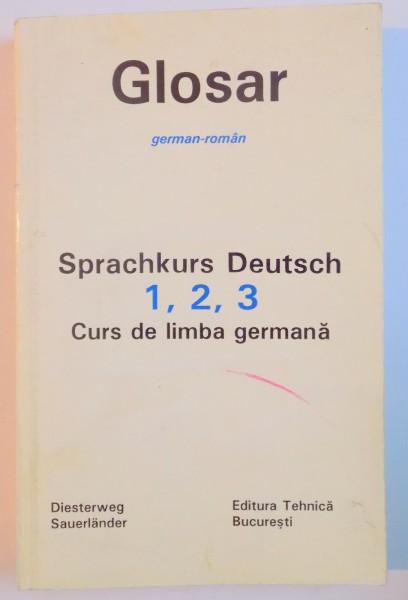 Glosar
german-român
Sprachkurs Deutsch
1, 2, 3
Curs de limba germană
Diesterweg
Sauerländer
Editura Tehnică
București